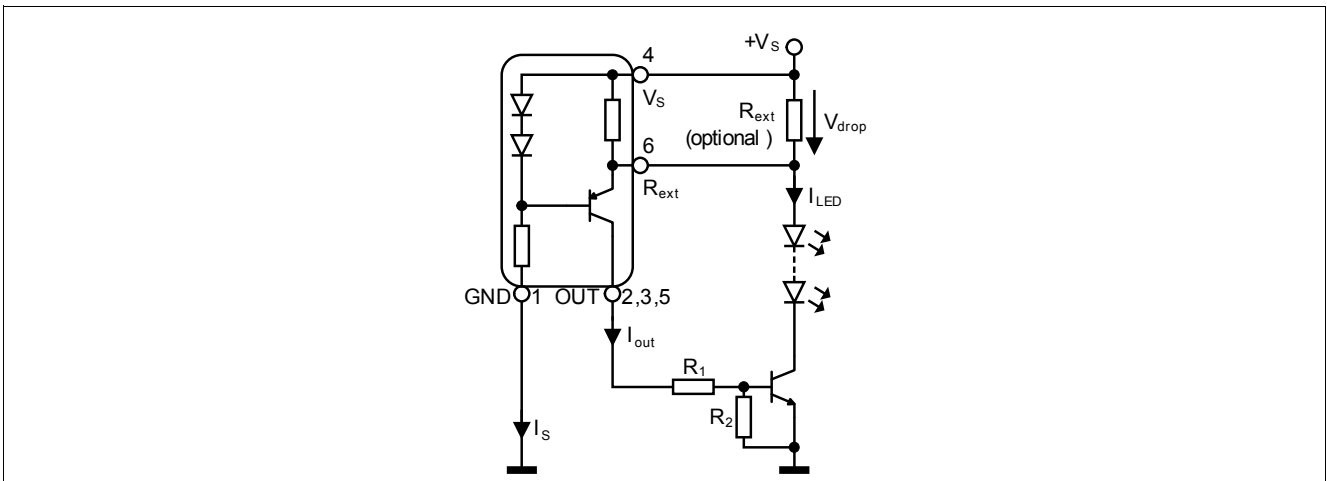 +VS
4
VS
Rext
(optional )
Vdrop
6
Rext
ILED
GND 1 OUT 2,3,5
Iout
R1
R2
IS